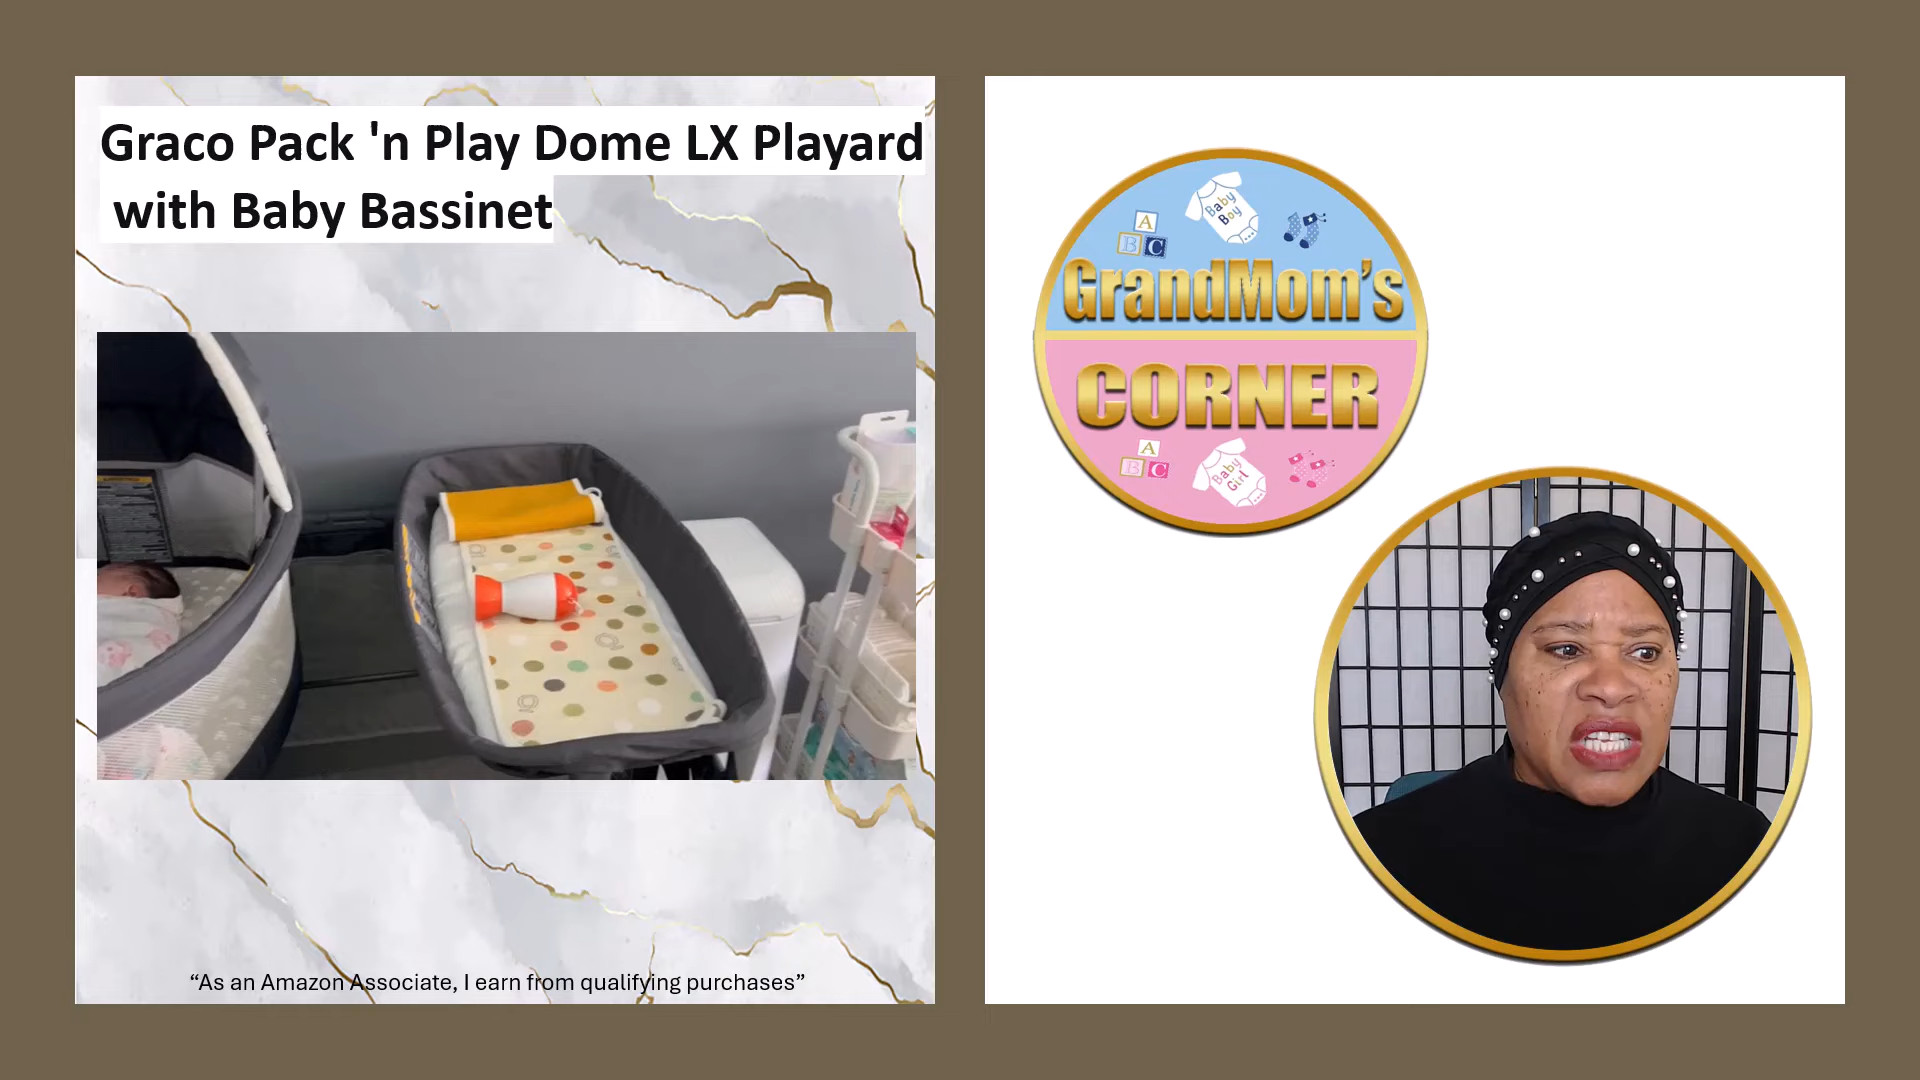 Graco Pack 'n Play Dome LX Playard
with Baby Bassinet
“As an Amazon Associate, I earn from qualifying purchases”
A
B C
Baby
Boy
GrandMom’s
CORNER
A
B C
Baby
Girl